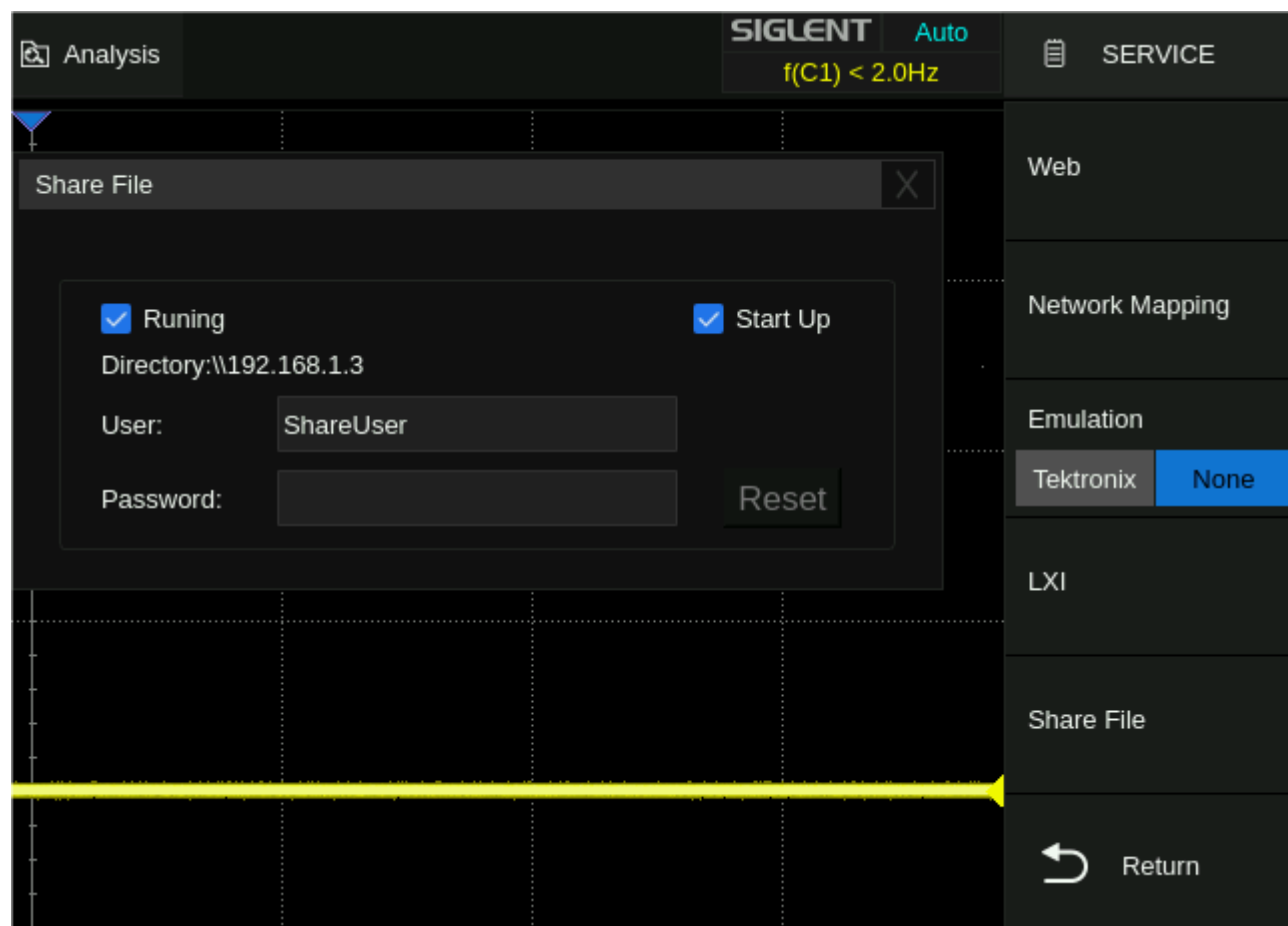 Analysis
SIGLENT Auto
f(C1) < 2.0Hz
SERVICE
Share File X
Runing Start Up
Directory:\\192.168.1.3
User: ShareUser
Password: Reset
Web
Network Mapping
Emulation
Tektronix None
LXI
Share File
Return